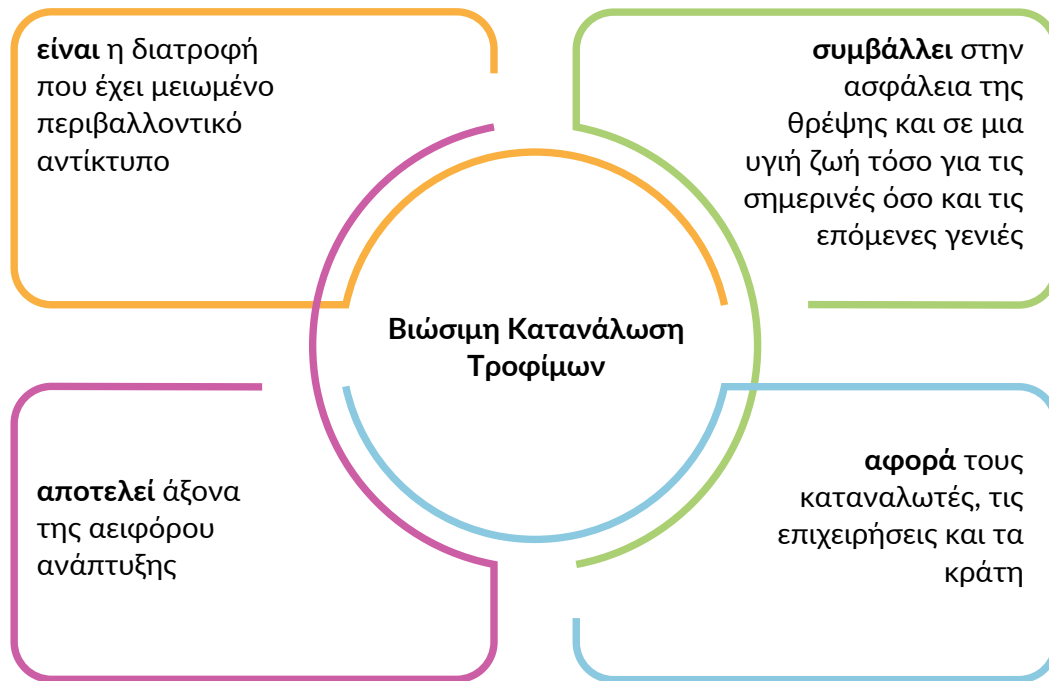 είναι η διατροφή
που έχει μειωμένο
περιβαλλοντικό
αντίκτυπο
συμβάλλει στην
ασφάλεια της
θρέψης και σε μια
υγιή ζωή τόσο για τις
σημερινές όσο και τις
επόμενες γενιές
Βιώσιμη Κατανάλωση
Τροφίμων
αποτελεί άξονα
της αειφόρου
ανάπτυξης
αφορά τους
καταναλωτές, τις
επιχειρήσεις και τα
κράτη